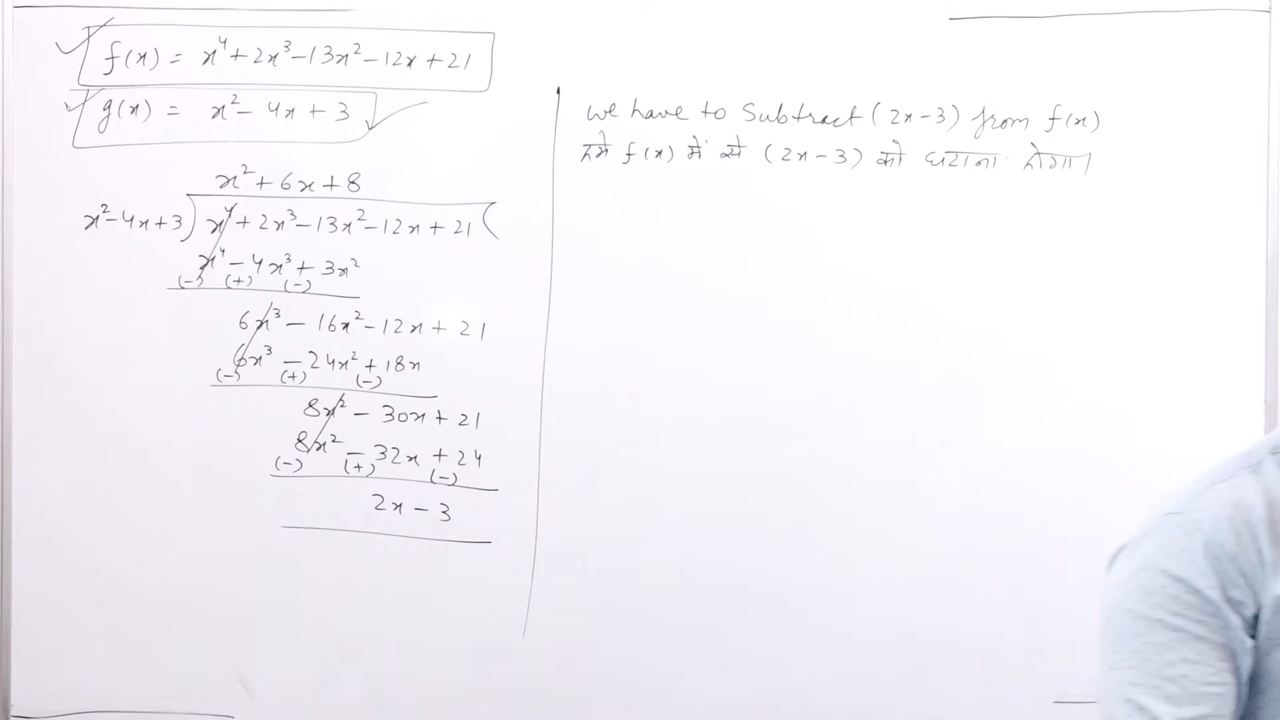 f(x) = x⁴ + 2x³ - 13x² - 12x + 21
g(x) = x² - 4x + 3
x² + 6x + 8
x² - 4x + 3 ) x⁴ + 2x³ - 13x² - 12x + 21 (
x⁴ - 4x³ + 3x²
(-) (+) (-)
6x³ - 16x² - 12x + 21
6x³ - 24x² + 18x
(-) (+) (-)
8x² - 30x + 21
8x² - 32x + 24
(-) (+) (-)
2x - 3
we have to Subtract (2x - 3) from f(x)
हमे f(x) में से (2x - 3) को घटाना होगा।